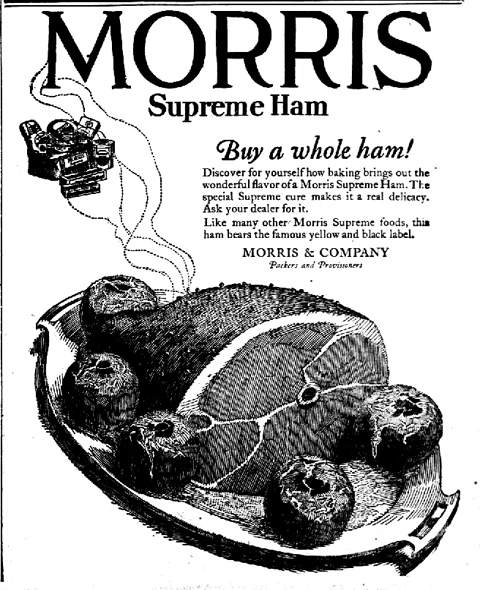 MORRIS
Supreme Ham
Buy a whole ham!
Discover for yourself how baking brings out the
wonderful flavor of a Morris Supreme Ham. The
special Supreme cure makes it a real delicacy.
Ask your dealer for it.
Like many other Morris Supreme foods, this
ham bears the famous yellow and black label.
MORRIS & COMPANY
Packers and Provisioners